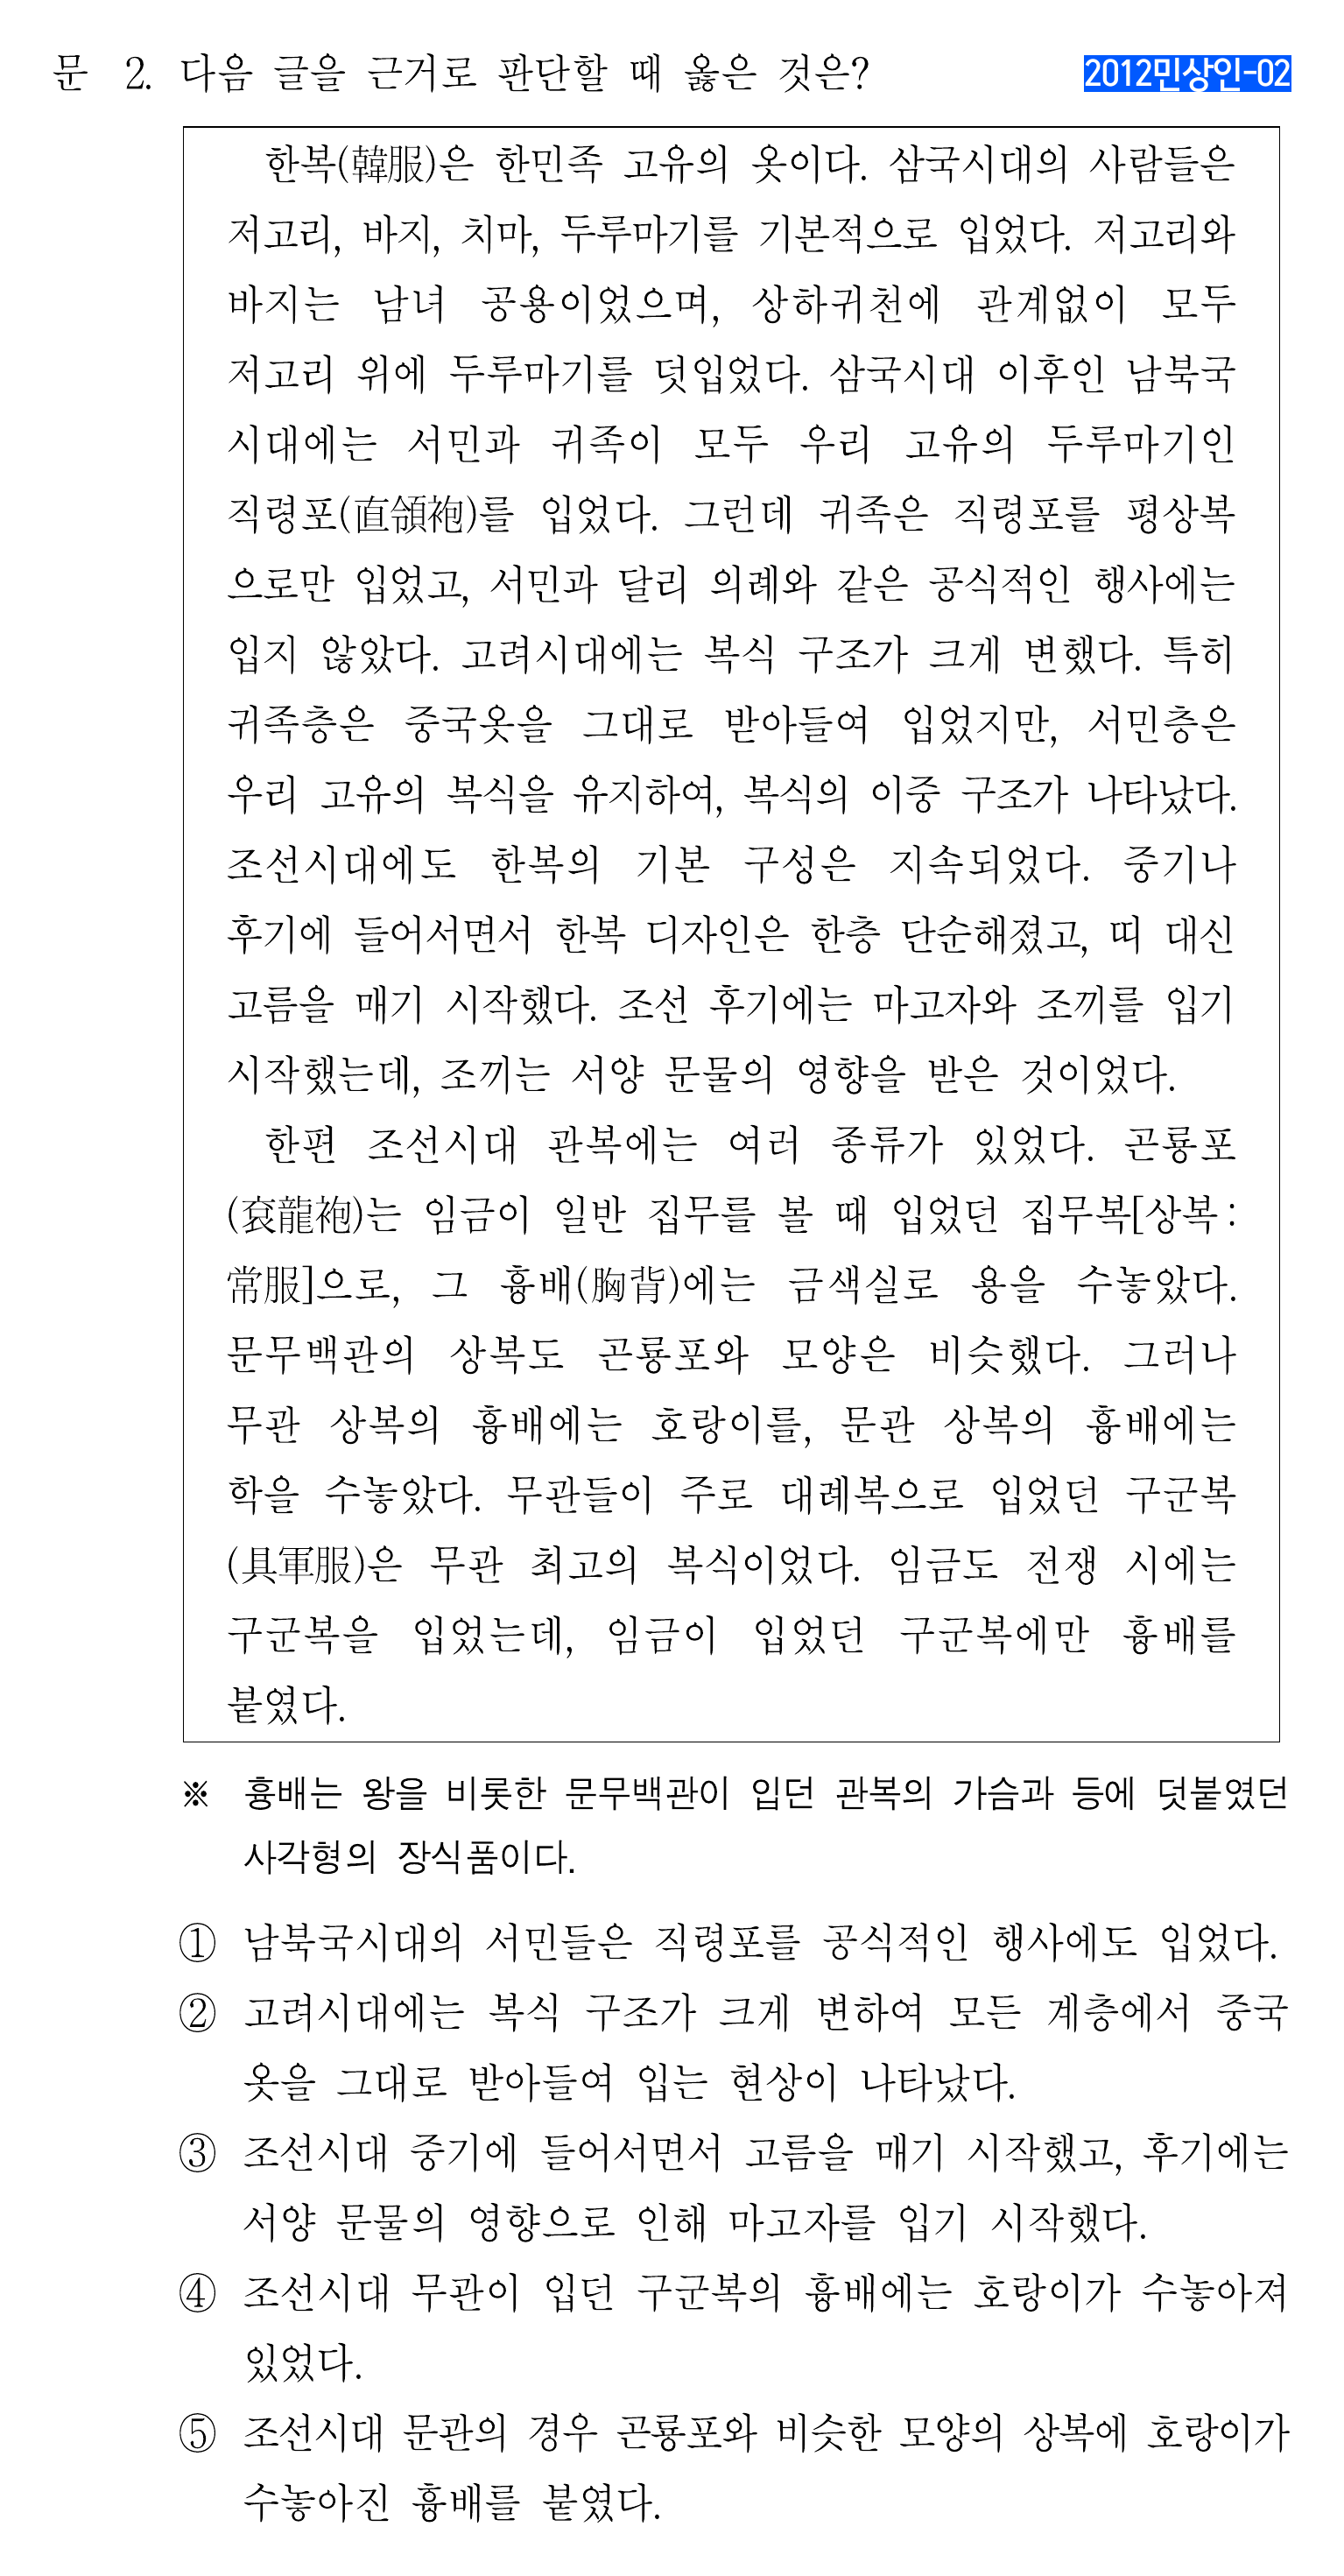 문 2. 다음 글을 근거로 판단할 때 옳은 것은?
2012민상인-02
한복(韓服)은 한민족 고유의 옷이다. 삼국시대의 사람들은
저고리, 바지, 치마, 두루마기를 기본적으로 입었다. 저고리와
바지는 남녀 공용이었으며, 상하귀천에 관계없이 모두
저고리 위에 두루마기를 덧입었다. 삼국시대 이후인 남북국
시대에는 서민과 귀족이 모두 우리 고유의 두루마기인
직령포(直領袍)를 입었다. 그런데 귀족은 직령포를 평상복
으로만 입었고, 서민과 달리 의례와 같은 공식적인 행사에는
입지 않았다. 고려시대에는 복식 구조가 크게 변했다. 특히
귀족층은 중국옷을 그대로 받아들여 입었지만, 서민층은
우리 고유의 복식을 유지하여, 복식의 이중 구조가 나타났다.
조선시대에도 한복의 기본 구성은 지속되었다. 중기나
후기에 들어서면서 한복 디자인은 한층 단순해졌고, 띠 대신
고름을 매기 시작했다. 조선 후기에는 마고자와 조끼를 입기
시작했는데, 조끼는 서양 문물의 영향을 받은 것이었다.
한편 조선시대 관복에는 여러 종류가 있었다. 곤룡포
(袞龍袍)는 임금이 일반 집무를 볼 때 입었던 집무복[상복:
常服]으로, 그 흉배(胸背)에는 금색실로 용을 수놓았다.
문무백관의 상복도 곤룡포와 모양은 비슷했다. 그러나
무관 상복의 흉배에는 호랑이를, 문관 상복의 흉배에는
학을 수놓았다. 무관들이 주로 대례복으로 입었던 구군복
(具軍服)은 무관 최고의 복식이었다. 임금도 전쟁 시에는
구군복을 입었는데, 임금이 입었던 구군복에만 흉배를
붙였다.
※ 흉배는 왕을 비롯한 문무백관이 입던 관복의 가슴과 등에 덧붙였던
사각형의 장식품이다.
① 남북국시대의 서민들은 직령포를 공식적인 행사에도 입었다.
② 고려시대에는 복식 구조가 크게 변하여 모든 계층에서 중국
옷을 그대로 받아들여 입는 현상이 나타났다.
③ 조선시대 중기에 들어서면서 고름을 매기 시작했고, 후기에는
서양 문물의 영향으로 인해 마고자를 입기 시작했다.
④ 조선시대 무관이 입던 구군복의 흉배에는 호랑이가 수놓아져
있었다.
⑤ 조선시대 문관의 경우 곤룡포와 비슷한 모양의 상복에 호랑이가
수놓아진 흉배를 붙였다.